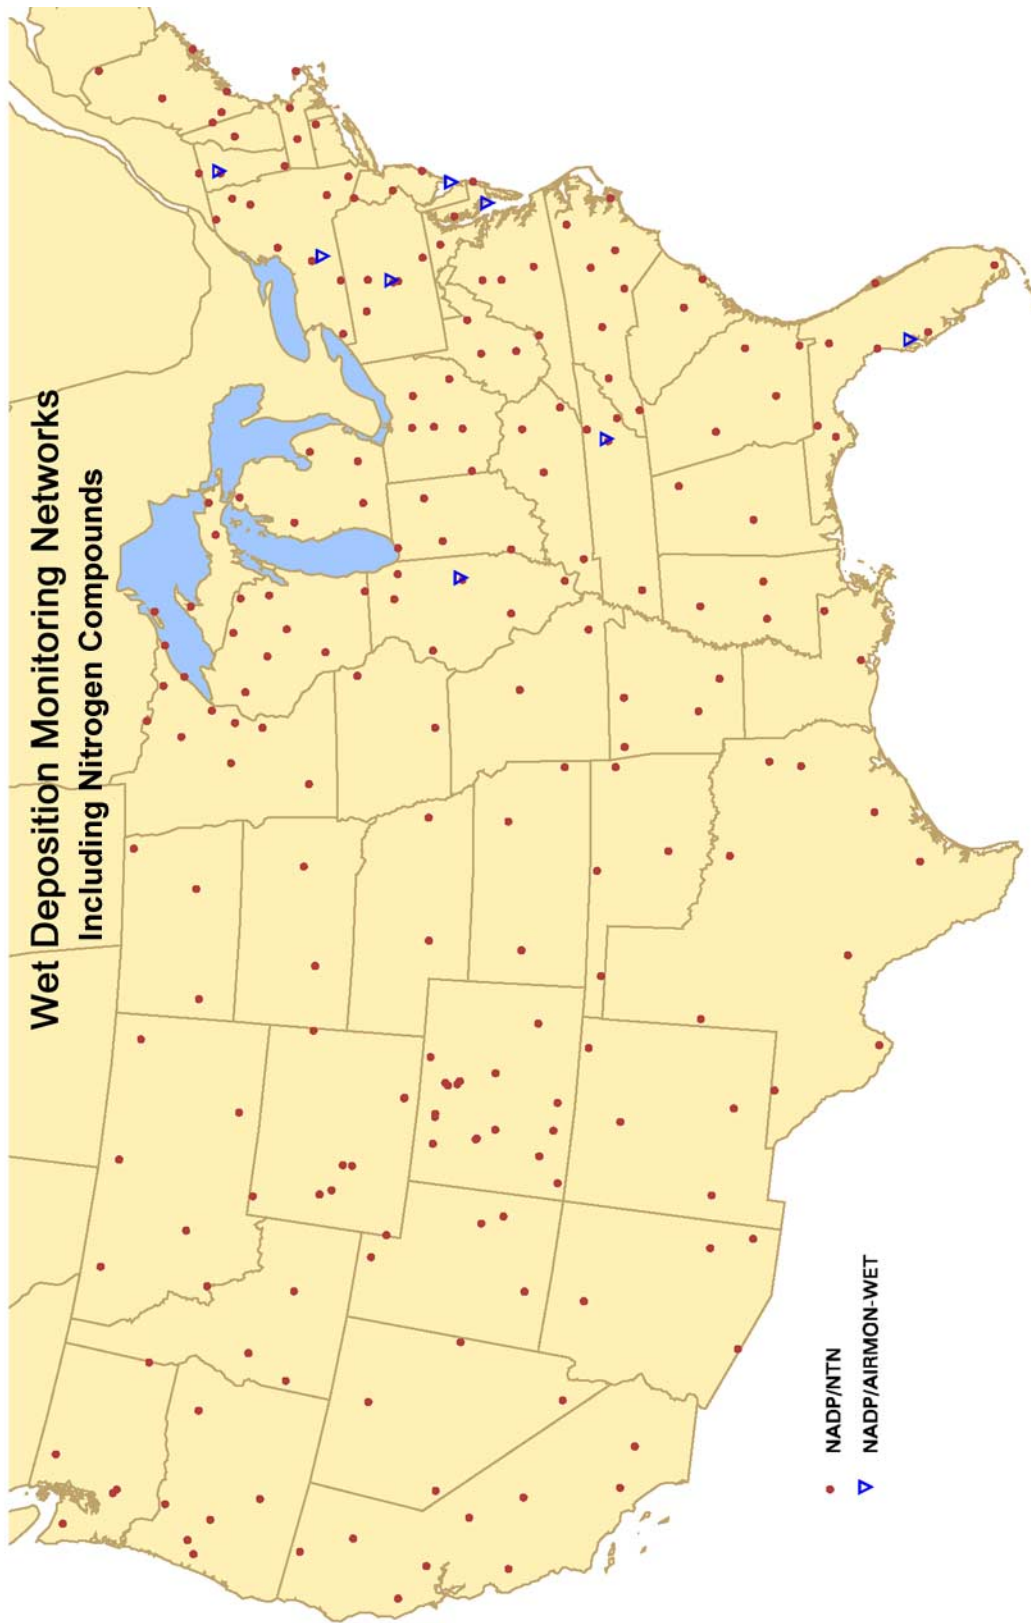 Wet Deposition Monitoring Networks
Including Nitrogen Compounds
NADP/NTN
NADP/AIRMON-WET